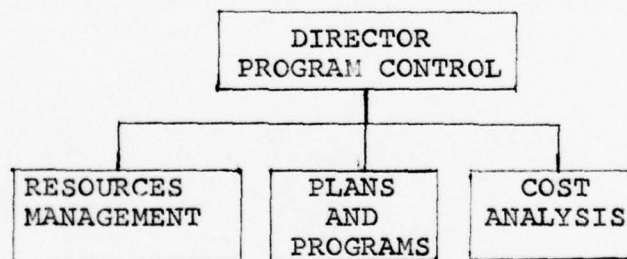 DIRECTOR
PROGRAM CONTROL
RESOURCES
MANAGEMENT
PLANS
AND
PROGRAMS
COST
ANALYSIS